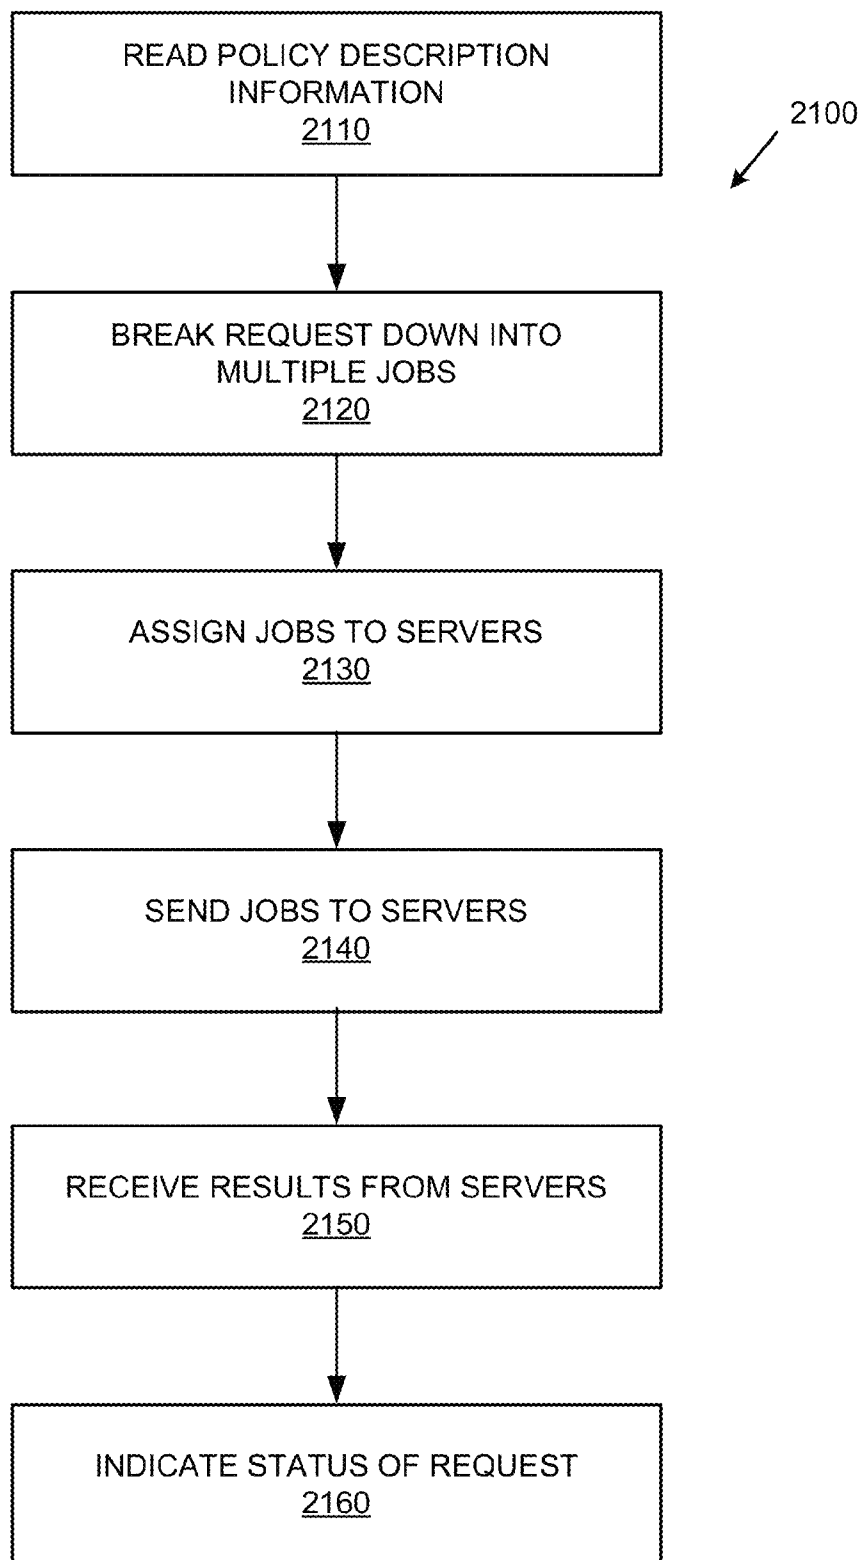 READ POLICY DESCRIPTION
INFORMATION
2110
2100
BREAK REQUEST DOWN INTO
MULTIPLE JOBS
2120
ASSIGN JOBS TO SERVERS
2130
SEND JOBS TO SERVERS
2140
RECEIVE RESULTS FROM SERVERS
2150
INDICATE STATUS OF REQUEST
2160